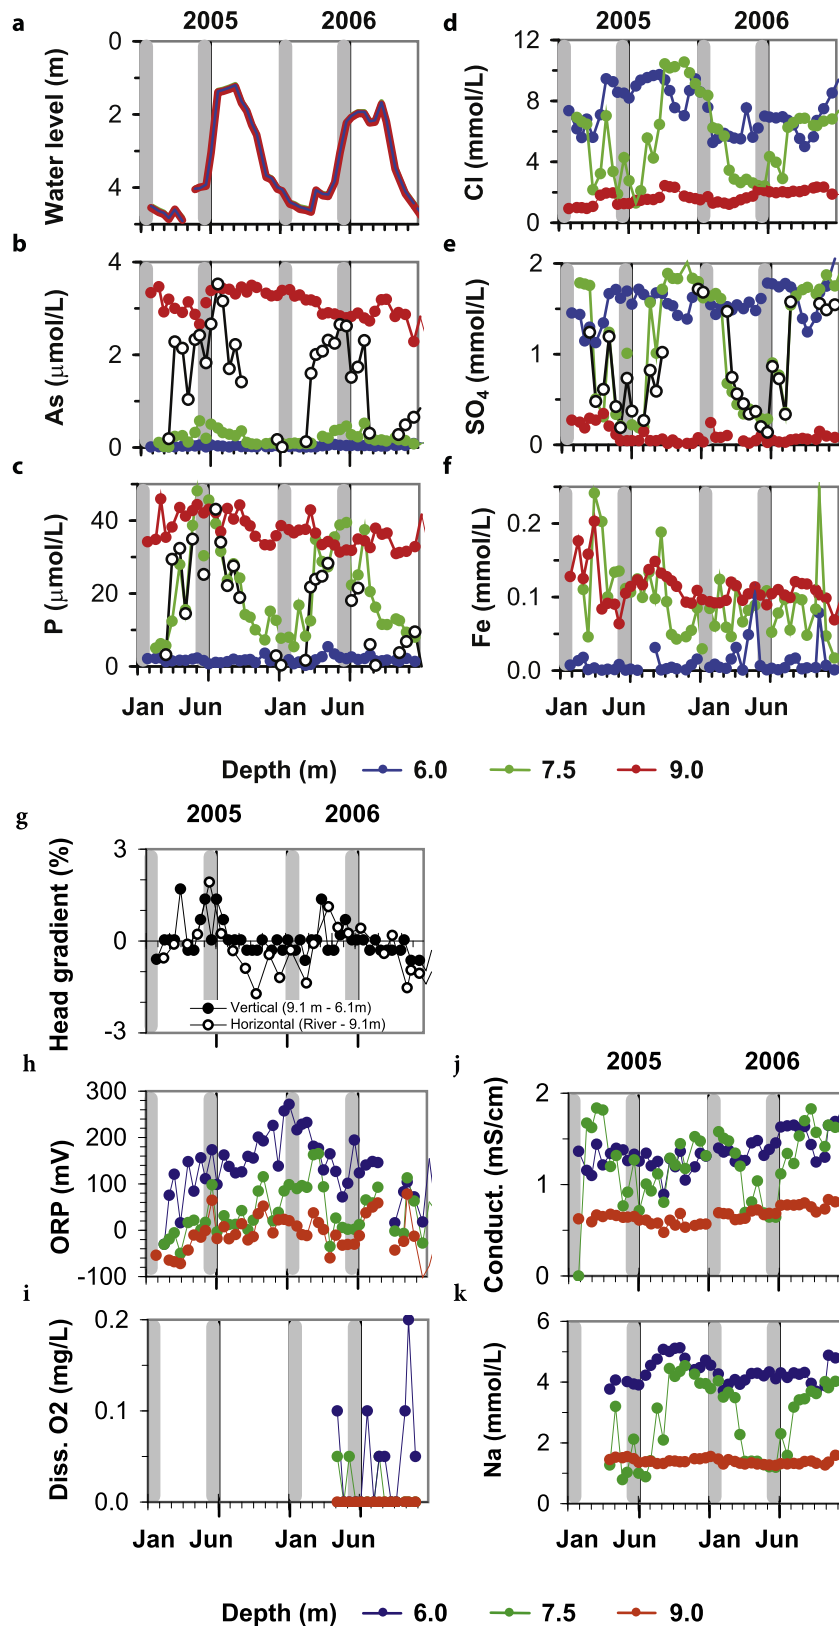 a
2005
2006
Water level (m)
0
2
4
b
As (µmol/L)
4
2
0
c
P (µmol/L)
40
20
0
Jan Jun Jan Jun
d
2005
2006
Cl (mmol/L)
12
8
4
0
e
SO4 (mmol/L)
2
1
0
f
Fe (mmol/L)
0.2
0.1
0.0
Jan Jun Jan Jun
Depth (m) 6.0 7.5 9.0
g
2005
2006
Head gradient (%)
3
0
-3
Vertical (9.1 m - 6.1m)
Horizontal (River - 9.1m)
h
ORP (mV)
300
200
100
0
-100
i
Diss. O2 (mg/L)
0.2
0.1
0.0
Jan Jun Jan Jun
j
2005
2006
Conduct. (mS/cm)
2
1
0
k
Na (mmol/L)
6
4
2
0
Jan Jun Jan Jun
Depth (m) 6.0 7.5 9.0